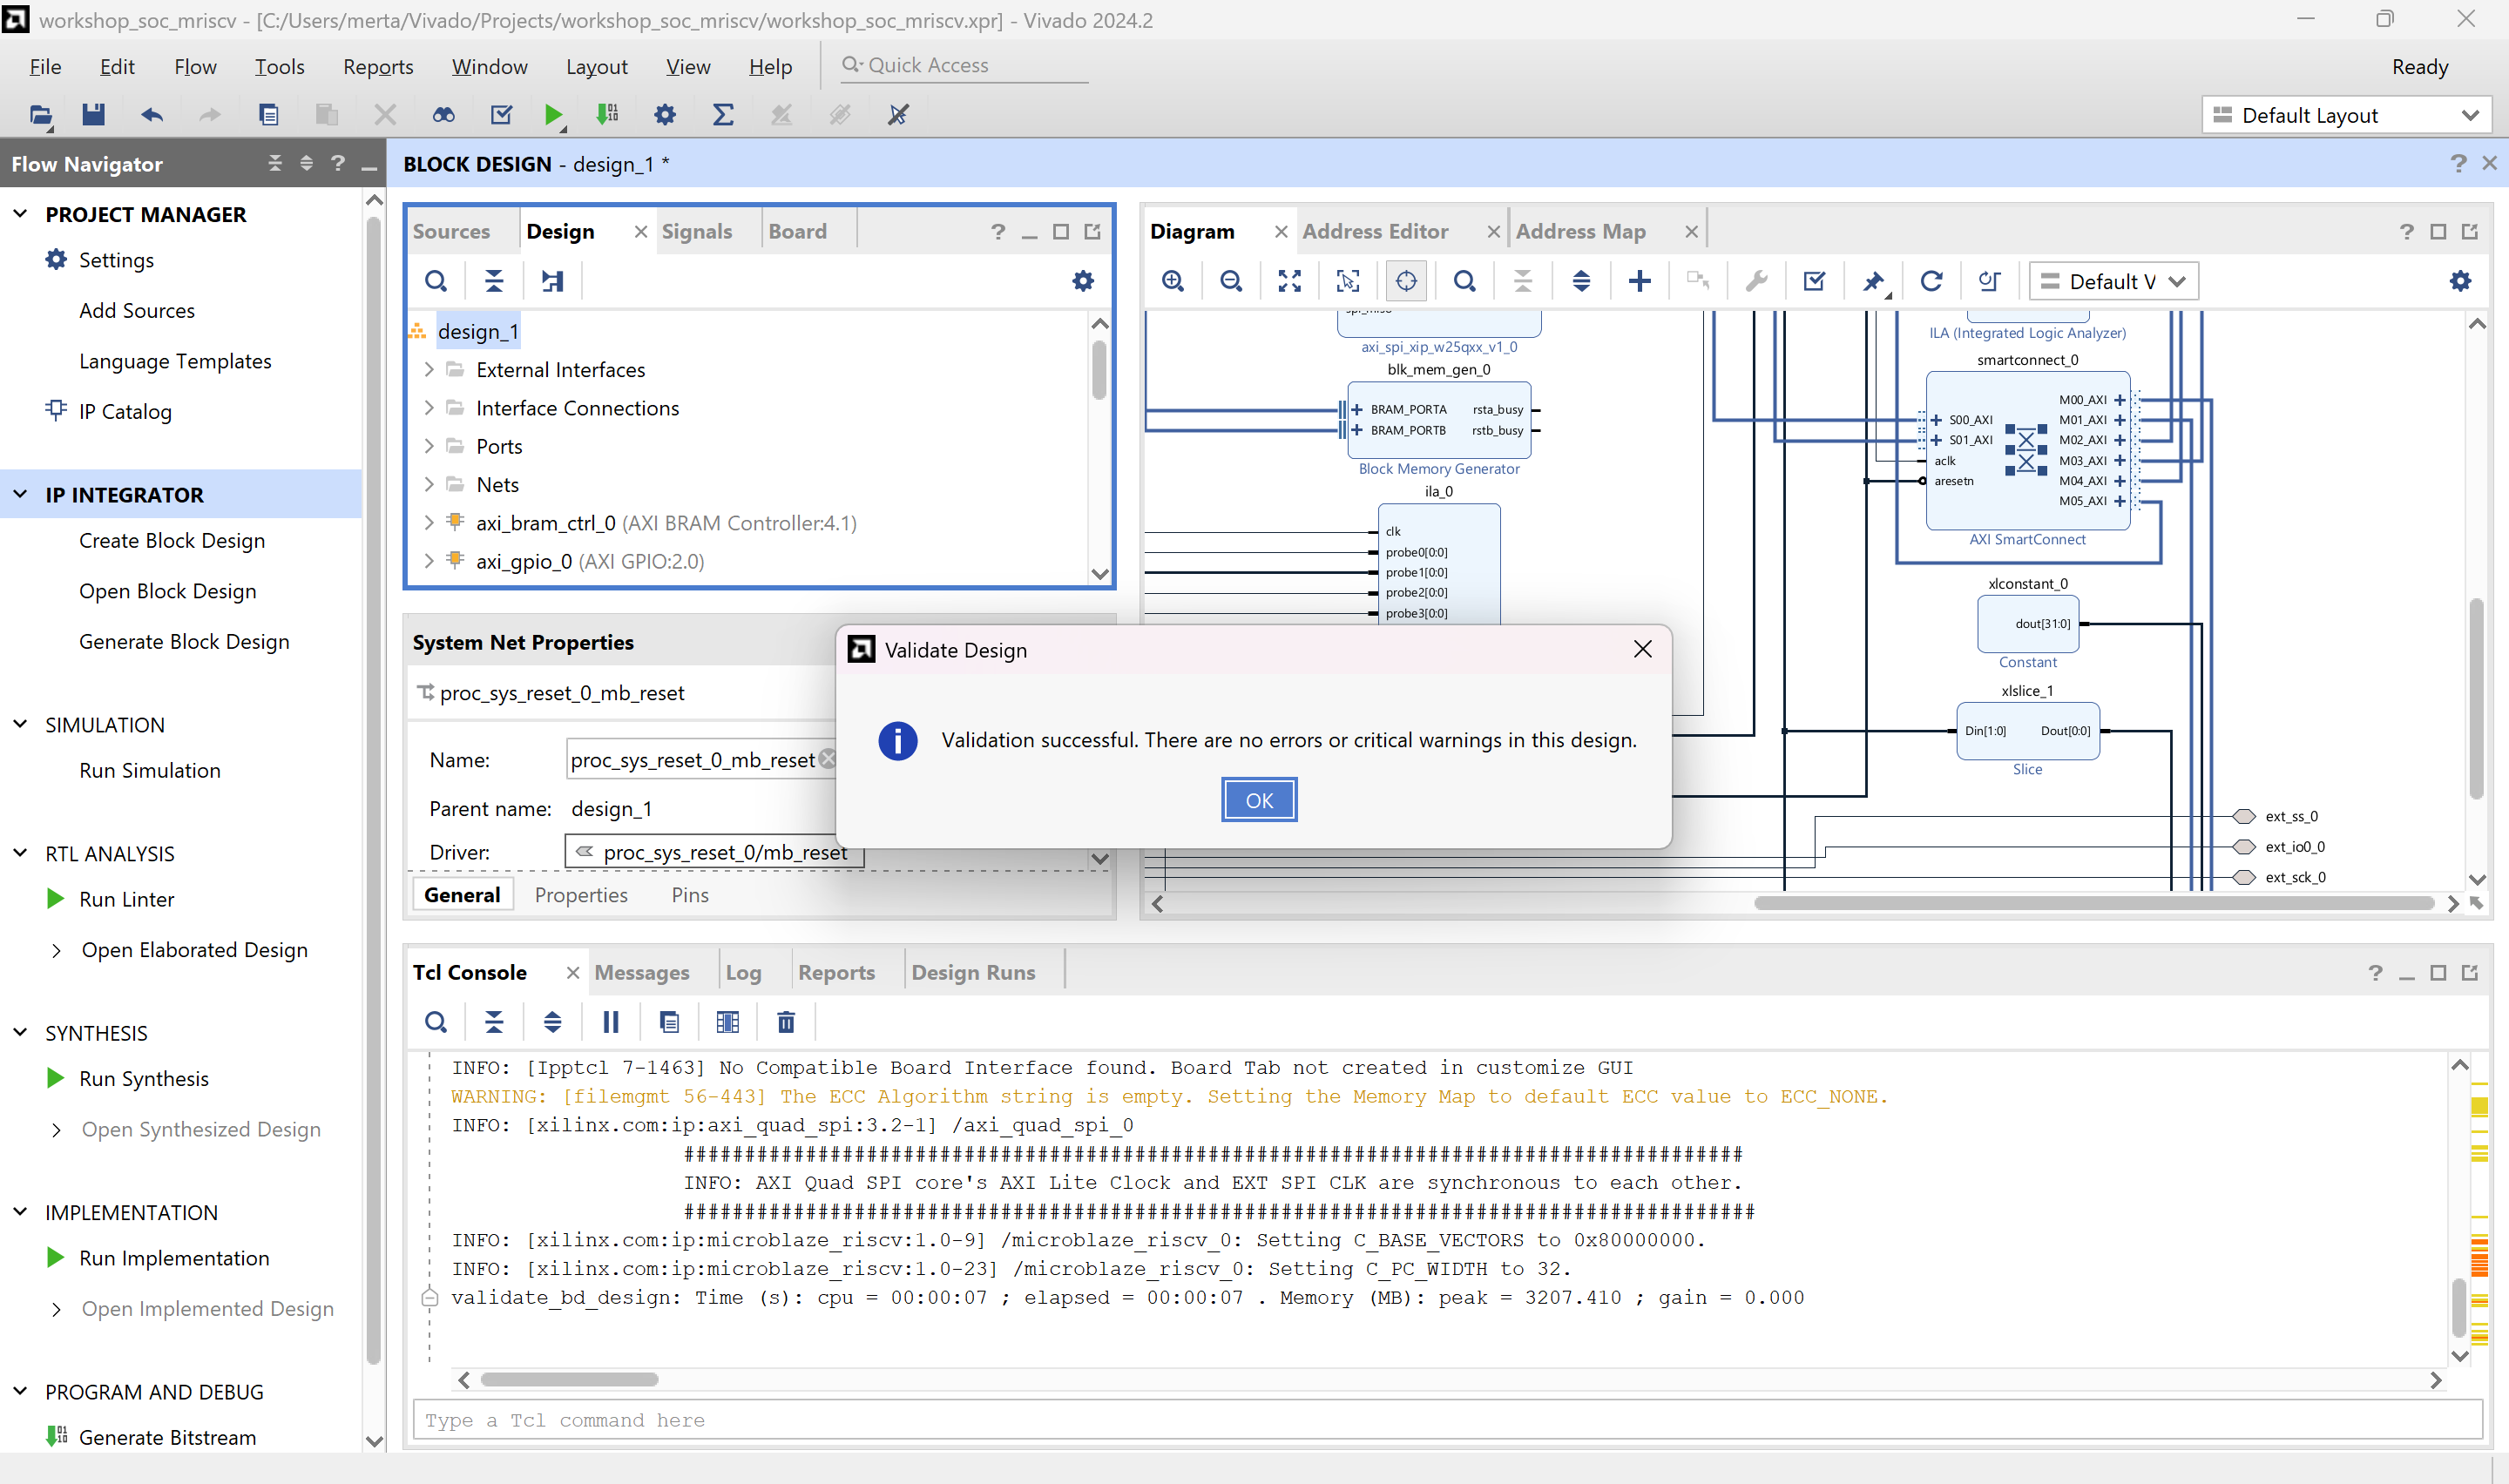 workshop_soc_mriscv - [C:/Users/merta/Vivado/Projects/workshop_soc_mriscv/workshop_soc_mriscv.xpr] - Vivado 2024.2
File Edit Flow Tools Reports Window Layout View Help Quick Access Ready
Default Layout
Flow Navigator
BLOCK DESIGN - design_1 *
PROJECT MANAGER
Settings
Add Sources
Language Templates
IP Catalog
IP INTEGRATOR
Create Block Design
Open Block Design
Generate Block Design
SIMULATION
Run Simulation
RTL ANALYSIS
Run Linter
Open Elaborated Design
SYNTHESIS
Run Synthesis
Open Synthesized Design
IMPLEMENTATION
Run Implementation
Open Implemented Design
PROGRAM AND DEBUG
Generate Bitstream
Sources Design Signals Board
design_1
External Interfaces
Interface Connections
Ports
Nets
axi_bram_ctrl_0 (AXI BRAM Controller:4.1)
axi_gpio_0 (AXI GPIO:2.0)
System Net Properties
proc_sys_reset_0_mb_reset
Name: proc_sys_reset_0_mb_reset
Parent name: design_1
Driver: proc_sys_reset_0/mb_reset
General Properties Pins
Diagram Address Editor Address Map
Default V
axi_spi_xip_w25qxx_v1_0
blk_mem_gen_0
BRAM_PORTA rsta_busy
BRAM_PORTB rstb_busy
Block Memory Generator
ila_0
clk
probe0[0:0]
probe1[0:0]
probe2[0:0]
probe3[0:0]
ILA (Integrated Logic Analyzer)
smartconnect_0
M00_AXI
S00_AXI M01_AXI
S01_AXI M02_AXI
aclk M03_AXI
aresetn M04_AXI
M05_AXI
AXI SmartConnect
xlconstant_0
dout[31:0]
Constant
xlslice_1
Din[1:0] Dout[0:0]
Slice
ext_ss_0
ext_io0_0
ext_sck_0
Validate Design
Validation successful. There are no errors or critical warnings in this design.
OK
Tcl Console Messages Log Reports Design Runs
INFO: [Ipptcl 7-1463] No Compatible Board Interface found. Board Tab not created in customize GUI
WARNING: [filemgmt 56-443] The ECC Algorithm string is empty. Setting the Memory Map to default ECC value to ECC_NONE.
INFO: [xilinx.com:ip:axi_quad_spi:3.2-1] /axi_quad_spi_0
#######################################################################################
INFO: AXI Quad SPI core's AXI Lite Clock and EXT SPI CLK are synchronous to each other.
########################################################################################
INFO: [xilinx.com:ip:microblaze_riscv:1.0-9] /microblaze_riscv_0: Setting C_BASE_VECTORS to 0x80000000.
INFO: [xilinx.com:ip:microblaze_riscv:1.0-23] /microblaze_riscv_0: Setting C_PC_WIDTH to 32.
validate_bd_design: Time (s): cpu = 00:00:07 ; elapsed = 00:00:07 . Memory (MB): peak = 3207.410 ; gain = 0.000
Type a Tcl command here